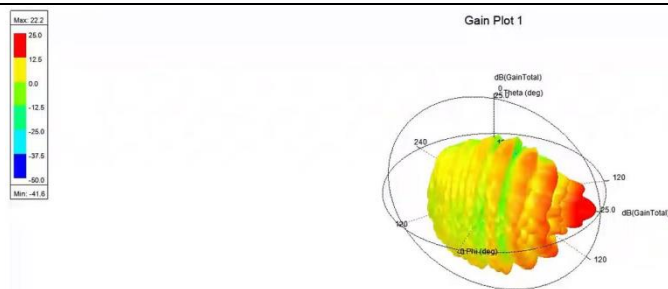 Gain Plot 1
Max: 22.2
25.0
12.5
0.0
-12.5
-25.0
-37.5
-50.0
Min: -41.6
dB(GainTotal)
0
Theta (deg)
25.0
240
120
25.0
dB(GainTotal)
120
Phi (deg)
120